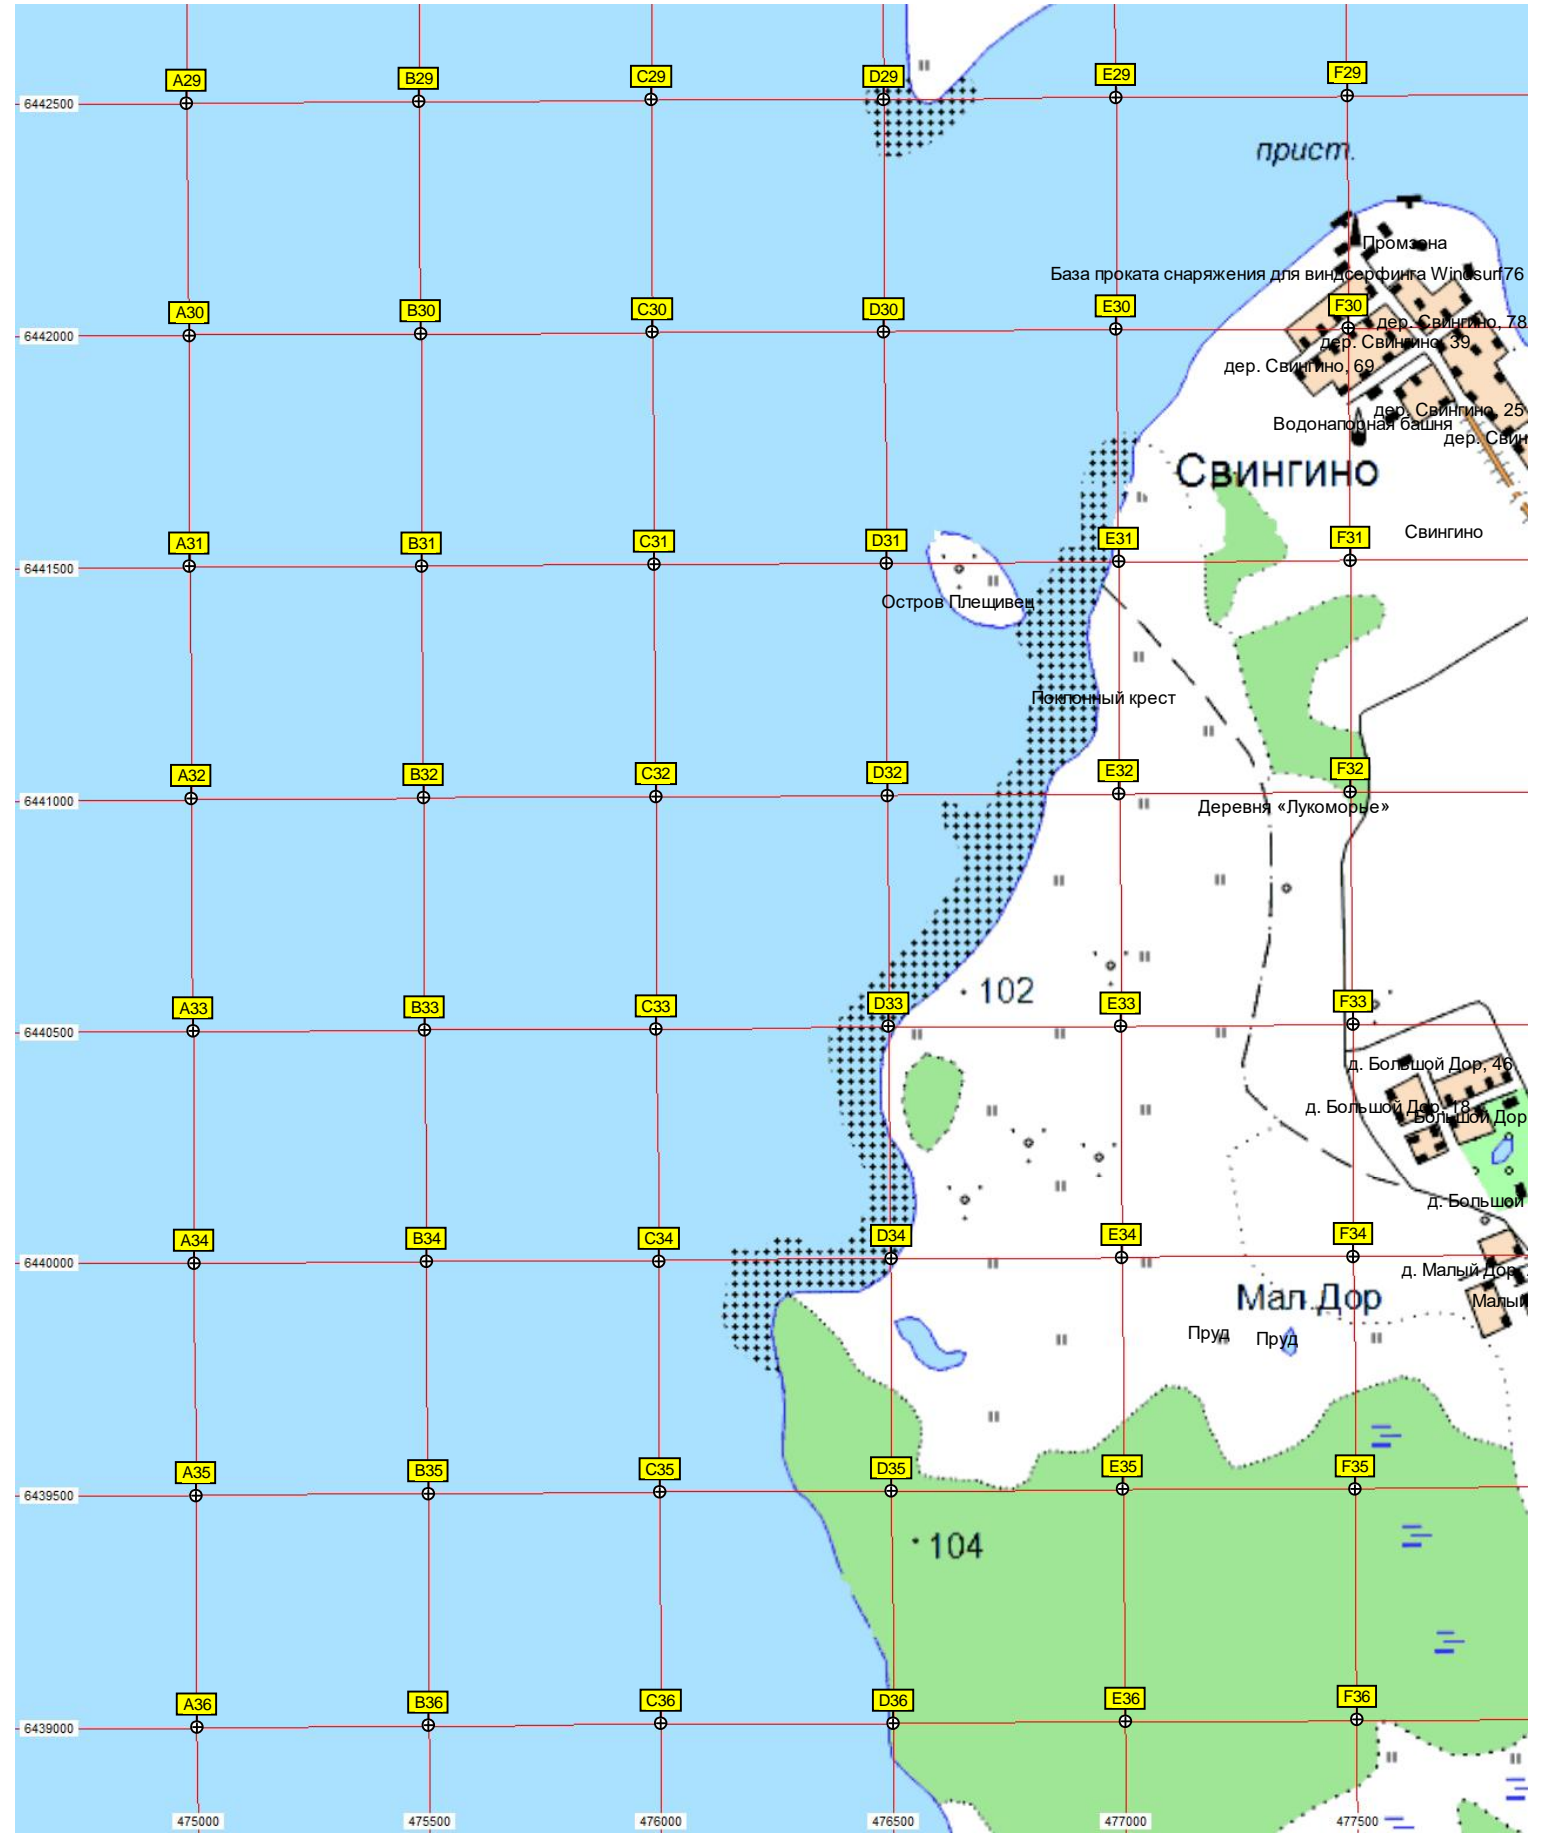 A29 B29 C29 D29 E29 F29
6442500
прист.
Промзона
База проката снаряжения для виндсерфинга Windsurf76
A30 B30 C30 D30 E30 F30
6442000
дер. Свингино, 78
дер. Свингино, 39
дер. Свингино, 69
дер. Свингино, 25
Водонапорная башня
дер. Свин
Свингино
Свингино
A31 B31 C31 D31 E31 F31
6441500
Остров Плещивец
Поклонный крест
A32 B32 C32 D32 E32 F32
6441000
Деревня «Лукоморье»
102
A33 B33 C33 D33 E33 F33
6440500
д. Большой Дор, 46
д. Большой Дор, 18
Большой Дор
д. Большой
A34 B34 C34 D34 E34 F34
6440000
д. Малый Дор,
Мал.Дор
Малый
Пруд
Пруд
A35 B35 C35 D35 E35 F35
6439500
104
A36 B36 C36 D36 E36 F36
6439000
475000 475500 476000 476500 477000 477500